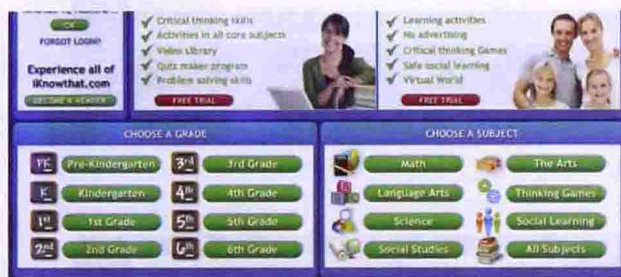 OK
FORGOT LOGIN?
Experience all of
iKnowthat.com
BECOME A MEMBER
Critical thinking skills
Activities in all core subjects
Video Library
Quiz maker program
Problem solving skills
FREE TRIAL
Learning activities
No advertising
Critical thinking Games
Safe social learning
Virtual World
FREE TRIAL
CHOOSE A GRADE
PK Pre-Kindergarten
K Kindergarten
1st 1st Grade
2nd 2nd Grade
3rd 3rd Grade
4th 4th Grade
5th 5th Grade
6th 6th Grade
CHOOSE A SUBJECT
Math
Language Arts
Science
Social Studies
The Arts
Thinking Games
Social Learning
All Subjects